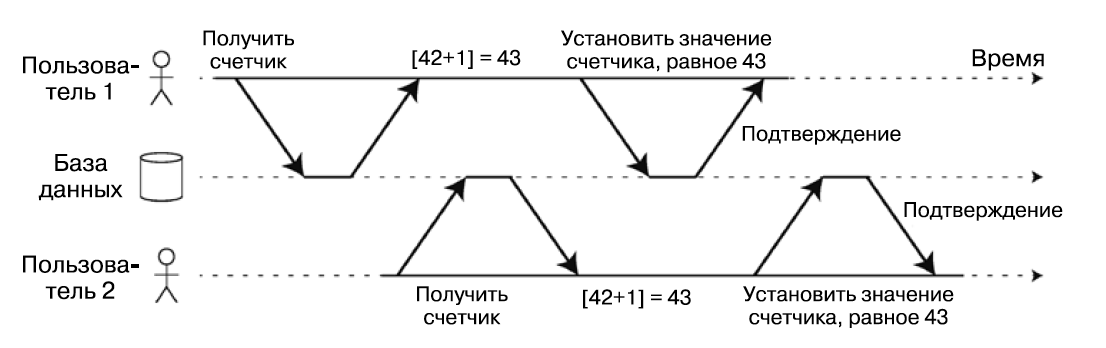 Получить
счетчик
[42+1] = 43
Установить значение
счетчика, равное 43
Время
Пользова-
тель 1
Подтверждение
База
данных
Подтверждение
Пользова-
тель 2
Получить
счетчик
[42+1] = 43
Установить значение
счетчика, равное 43